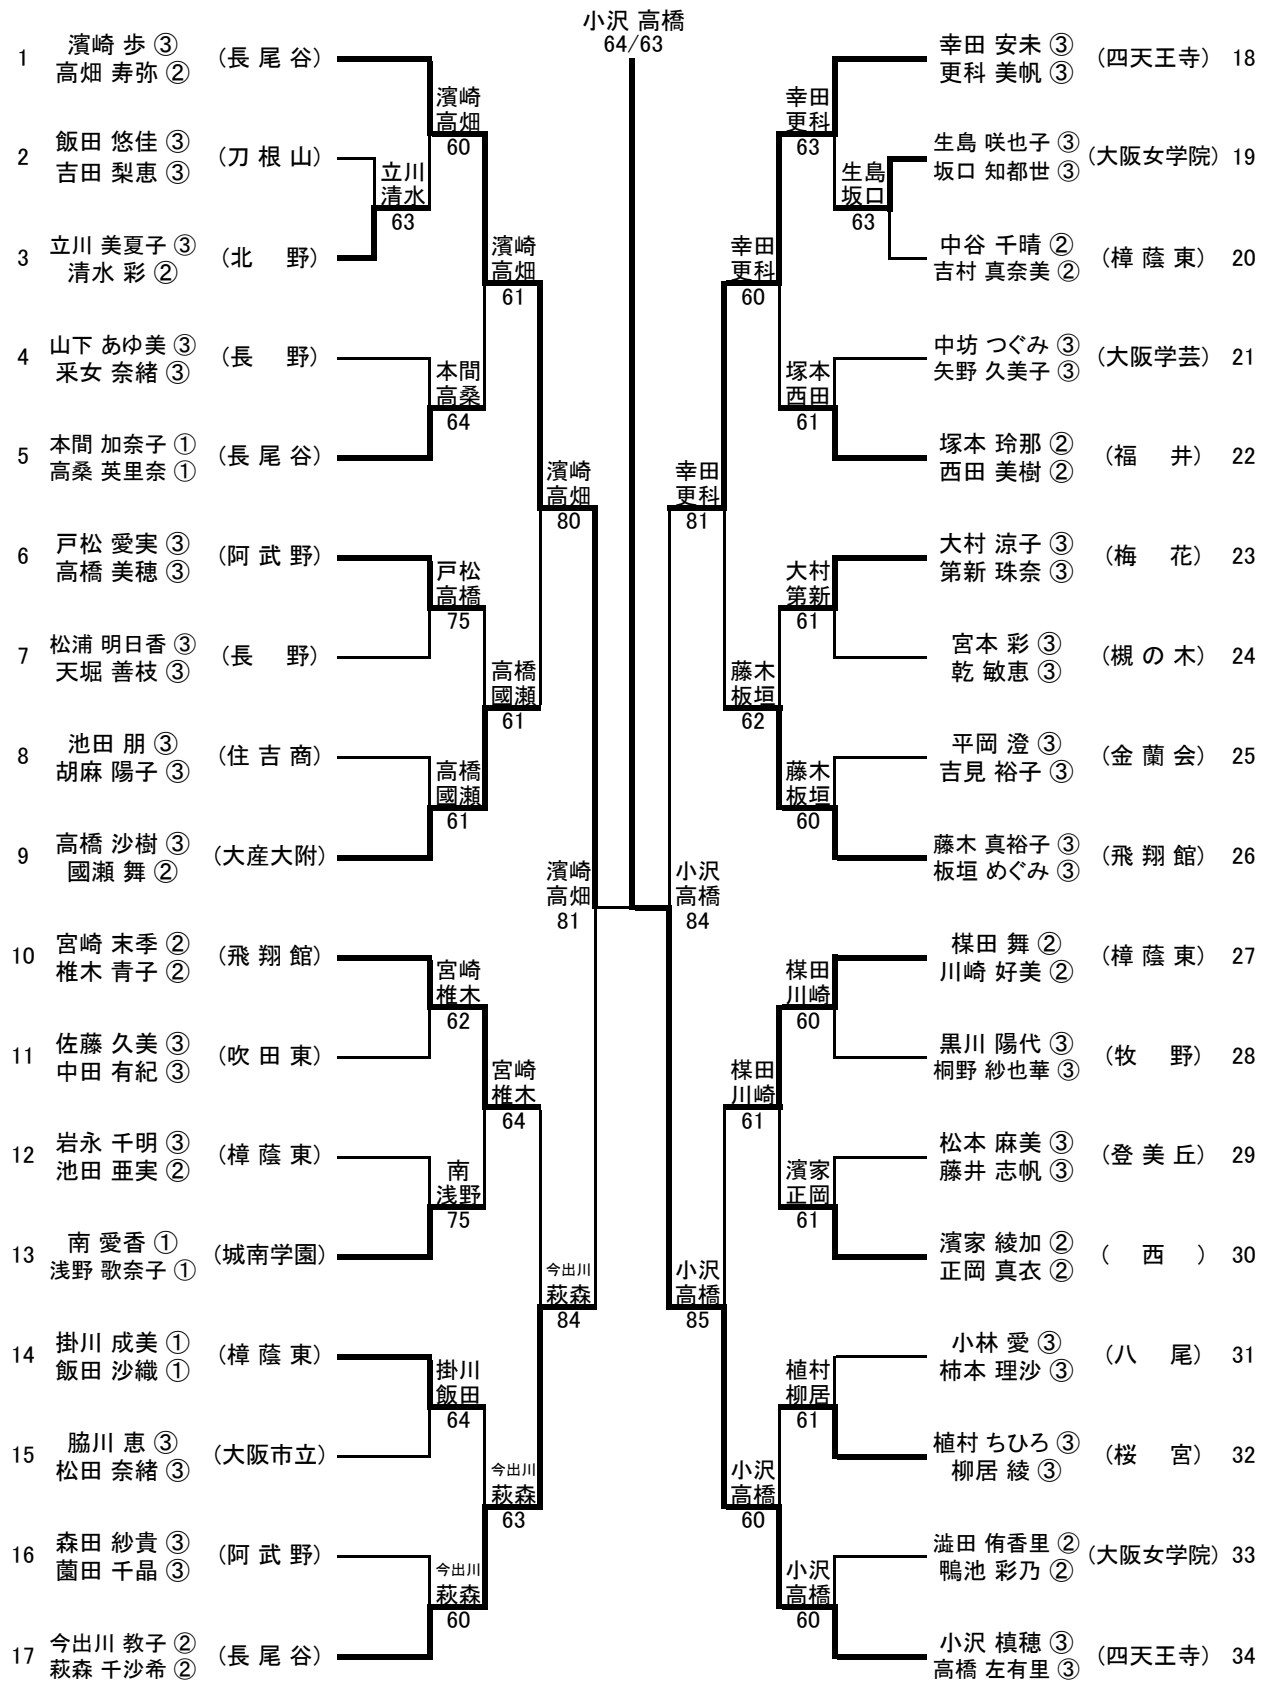 小沢 高橋
64/63
1 濱崎 歩 ③ (長 尾 谷)
高畑 寿弥 ②
2 飯田 悠佳 ③ (刀 根 山)
吉田 梨恵 ③
3 立川 美夏子 ③ (北 野)
清水 彩 ②
4 山下 あゆ美 ③ (長 野)
采女 奈緒 ③
5 本間 加奈子 ① (長 尾 谷)
高桑 英里奈 ①
6 戸松 愛実 ③ (阿 武 野)
高橋 美穂 ③
7 松浦 明日香 ③ (長 野)
天堀 善枝 ③
8 池田 朋 ③ (住 吉 商)
胡麻 陽子 ③
9 高橋 沙樹 ③ (大産大附)
國瀬 舞 ②
10 宮崎 末季 ② (飛 翔 館)
椎木 青子 ②
11 佐藤 久美 ③ (吹 田 東)
中田 有紀 ③
12 岩永 千明 ③ (樟 蔭 東)
池田 亜実 ②
13 南 愛香 ① (城南学園)
浅野 歌奈子 ①
14 掛川 成美 ① (樟 蔭 東)
飯田 沙織 ①
15 脇川 恵 ③ (大阪市立)
松田 奈緒 ③
16 森田 紗貴 ③ (阿 武 野)
薗田 千晶 ③
17 今出川 教子 ② (長 尾 谷)
萩森 千沙希 ②
濱崎
高畑
60
立川
清水
63
濱崎
高畑
61
本間
高桑
64
濱崎
高畑
80
戸松
高橋
75
高橋
國瀬
61
高橋
國瀬
61
濱崎
高畑
81
宮崎
椎木
62
宮崎
椎木
64
南
浅野
75
今出川
萩森
84
掛川
飯田
64
今出川
萩森
63
今出川
萩森
60
幸田
更科
63
生島
坂口
63
幸田
更科
60
塚本
西田
61
幸田
更科
81
大村
第新
61
藤木
板垣
62
藤木
板垣
60
小沢
高橋
84
楳田
川崎
60
楳田
川崎
61
濱家
正岡
61
小沢
高橋
85
植村
柳居
61
小沢
高橋
60
小沢
高橋
60
幸田 安未 ③ (四天王寺) 18
更科 美帆 ③
生島 咲也子 ③ (大阪女学院) 19
坂口 知都世 ③
中谷 千晴 ② (樟 蔭 東) 20
吉村 真奈美 ②
中坊 つぐみ ③ (大阪学芸) 21
矢野 久美子 ③
塚本 玲那 ② (福 井) 22
西田 美樹 ②
大村 涼子 ③ (梅 花) 23
第新 珠奈 ③
宮本 彩 ③ (槻 の 木) 24
乾 敏恵 ③
平岡 澄 ③ (金 蘭 会) 25
吉見 裕子 ③
藤木 真裕子 ③ (飛 翔 館) 26
板垣 めぐみ ③
楳田 舞 ② (樟 蔭 東) 27
川崎 好美 ②
黒川 陽代 ③ (牧 野) 28
桐野 紗也華 ③
松本 麻美 ③ (登 美 丘) 29
藤井 志帆 ③
濱家 綾加 ② ( 西 ) 30
正岡 真衣 ②
小林 愛 ③ (八 尾) 31
柿本 理沙 ③
植村 ちひろ ③ (桜 宮) 32
柳居 綾 ③
澁田 侑香里 ② (大阪女学院) 33
鴨池 彩乃 ②
小沢 槙穂 ③ (四天王寺) 34
高橋 左有里 ③